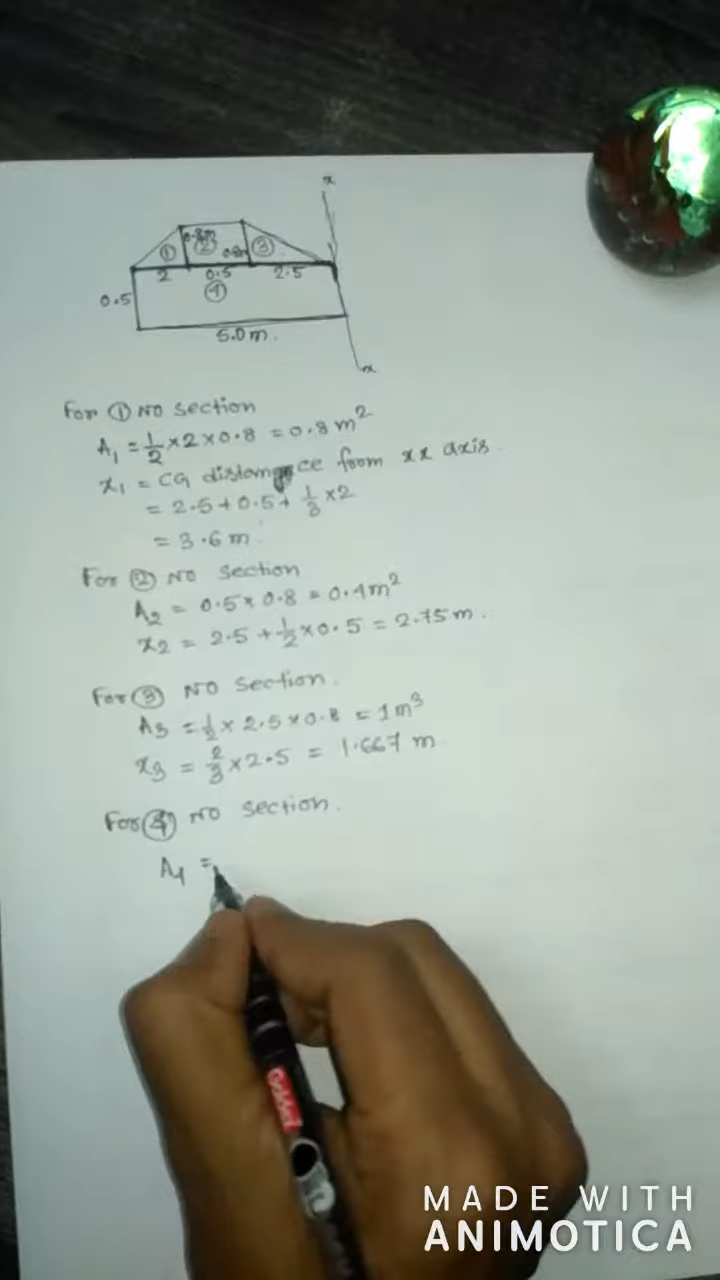 x
0.8m
① ② 0.8m ③
2 0.5 2.5
0.5 ④
5.0 m.
x
For ① NO section
A₁ = 1/2 × 2 × 0.8 = 0.8 m²
x₁ = CG distance from xx axis
= 2.5 + 0.5 + 1/3 × 2
= 3.6 m.
For ② NO section
A₂ = 0.5 × 0.8 = 0.4 m²
x₂ = 2.5 + 1/2 × 0.5 = 2.75 m.
For ③ NO section.
A₃ = 1/2 × 2.5 × 0.8 = 1 m³
x₃ = 2/3 × 2.5 = 1.667 m
For ④ NO section.
A₄ =
MADE WITH
ANIMOTICA